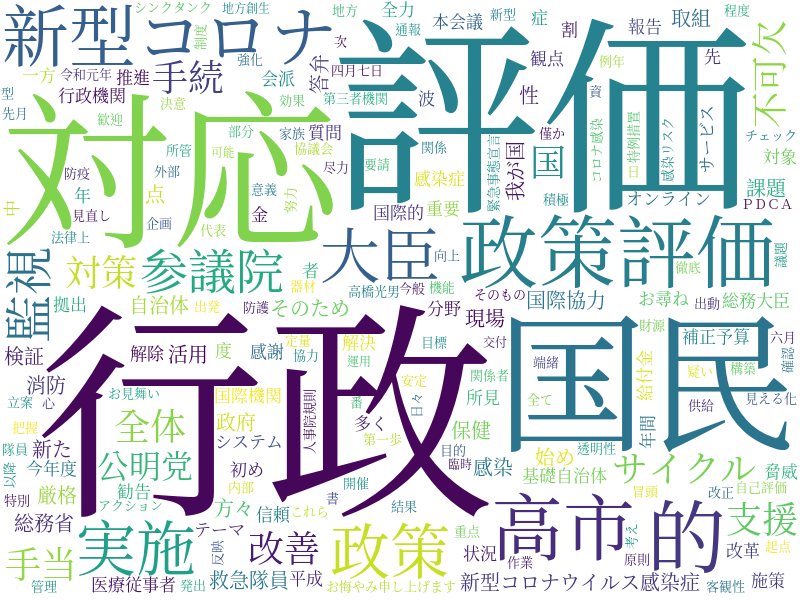 新型コロナ
シンクタンク
地方創生
制度
強化
地方
全力
通報
新型
症
本会議
割
報告
取組
程度
先
例年
不可欠
評価
対応
一方
令和元年
推進
手続
会派
答弁
次
四月七日
観点
型
先月
行政機関
決意
効果
第三者機関
波
性
資
歓迎
部分
家族
質問
関係
僅か
特例措置
感染リスク
コロナ感染
サービス
チェック
対象
所管
可能
協議会
尽力
要請
我が国
国
緊急事態宣言
防疫
外部
感染症
積極
オンライン
課題
PDCA
年
点
意義
努力
国際的
重要
中
見直し
企画
金
法律上
代表
監視
対策
参議院
大臣
向上
政策評価
議題
徹底
者
器材
高橋光男
今般
機能
そのもの
出動
お尋ね
総務大臣
国際協力
拠出
自治体
出発
防護
そのため
分野
現場
財源
六月
交付
補正予算
確認
検証
解除
活用
度
感謝
定量
協力
解決
運用
目標
行政
国民
端緒
給付金
疑い
構築
関係者
消防
お見舞い
国際機関
人事院規則
番
安定
日々
所見
全て
供給
見える化
立案
心
全体
政府
多く
年間
把握
システム
第一歩
保健
目的
臨時
透明性
隊員
新た
公明党
初め
感染
始め
サイクル
脅威
以降
今年度
基礎自治体
特別
厳格
勧告
方々
内部
開催
アクション
信頼
これら
書
結果
冒頭
改正
自己評価
総務省
テーマ
実施
政策
重点
高市
的
支援
手当
反映
改善
状況
考え
改革
起点
作業
原則
管理
医療従事者
発出
救急隊員
平成
お悔やみ申し上げます
新型コロナウイルス感染症
客観性
施策